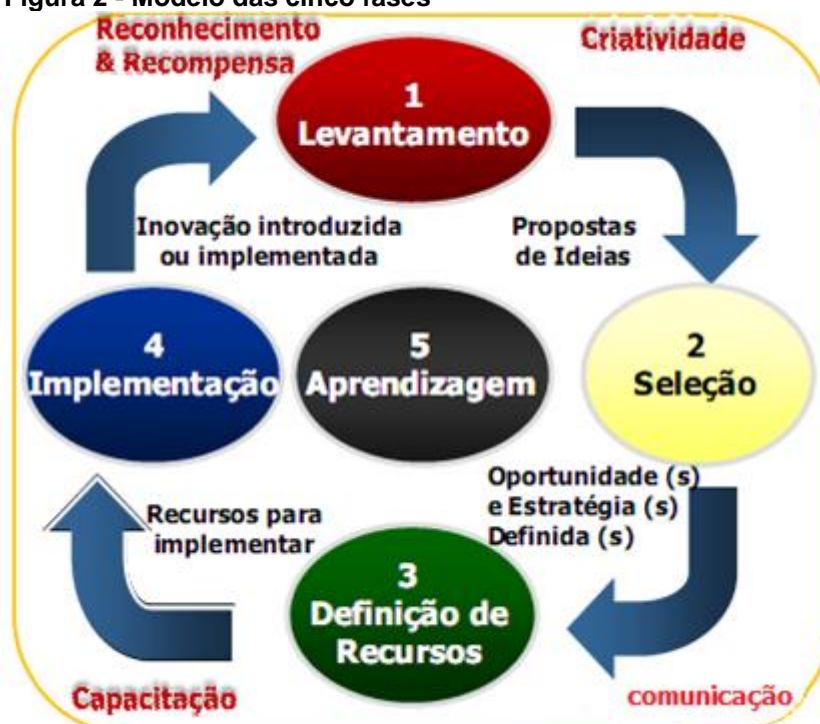 Figura 2 - Modelo das cinco fases
Reconhecimento
& Recompensa
Criatividade
1
Levantamento
Inovação introduzida
ou implementada
Propostas
de Ideias
4
Implementação
5
Aprendizagem
2
Seleção
Oportunidade (s)
e Estratégia (s)
Definida (s)
Recursos para
implementar
3
Definição de
Recursos
Capacitação
comunicação